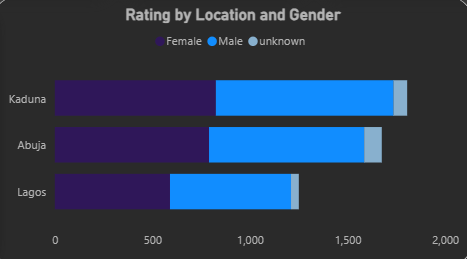 Rating by Location and Gender
Female Male unknown
Kaduna
Abuja
Lagos
0 500 1,000 1,500 2,000